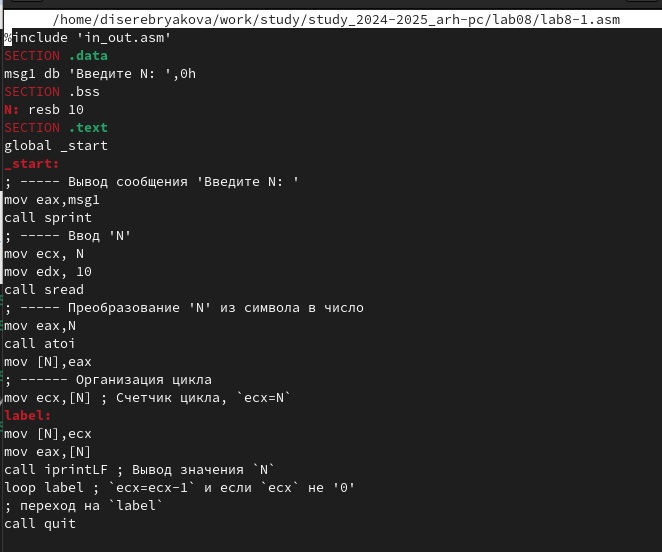 /home/diserebryakova/work/study/study_2024-2025_arh-pc/lab08/lab8-1.asm
%include 'in_out.asm'
SECTION .data
msg1 db 'Введите N: ',0h
SECTION .bss
N: resb 10
SECTION .text
global _start
_start:
; ----- Вывод сообщения 'Введите N: '
mov eax,msg1
call sprint
; ----- Ввод 'N'
mov ecx, N
mov edx, 10
call sread
; ----- Преобразование 'N' из символа в число
mov eax,N
call atoi
mov [N],eax
; ------ Организация цикла
mov ecx,[N] ; Счетчик цикла, `ecx=N`
label:
mov [N],ecx
mov eax,[N]
call iprintLF ; Вывод значения `N`
loop label ; `ecx=ecx-1` и если `ecx` не '0'
; переход на `label`
call quit